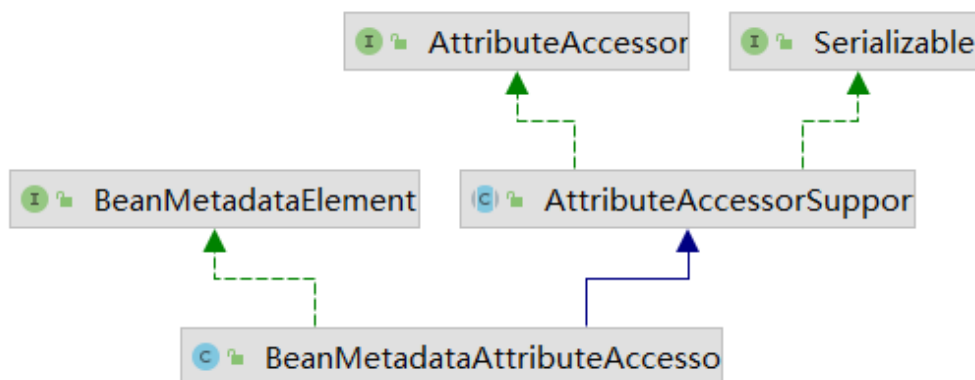 I AttributeAccessor
I Serializable
I BeanMetadataElement
C AttributeAccessorSuppor
C BeanMetadataAttributeAccesso